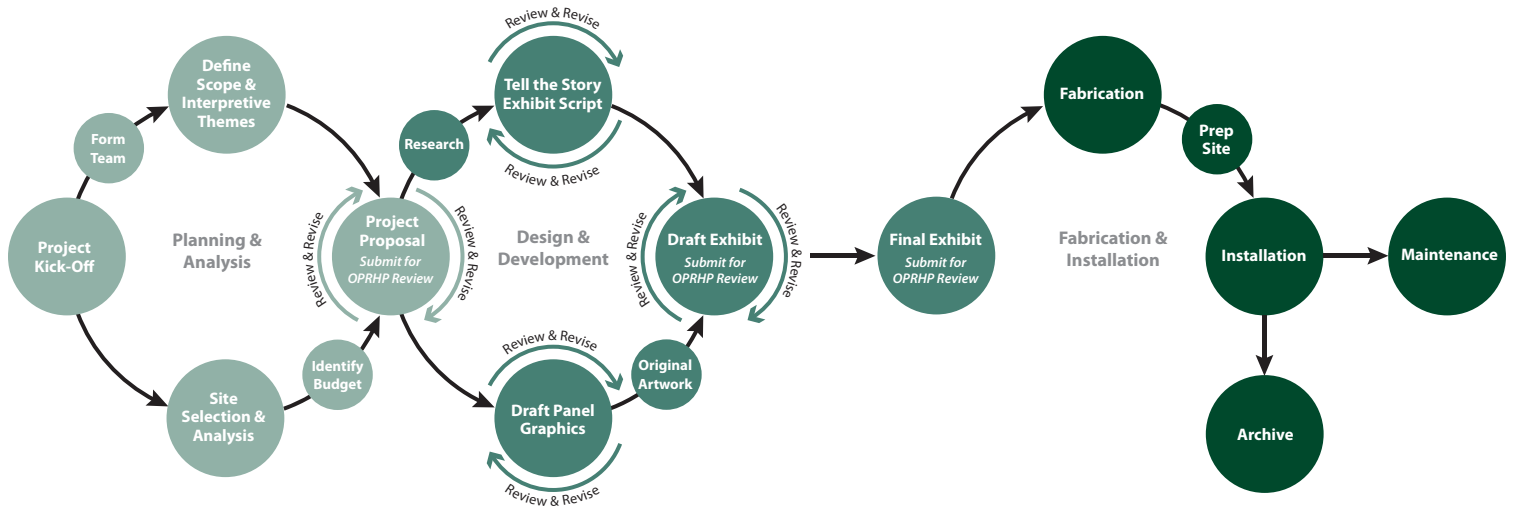 Project
Kick-Off
Form
Team
Define
Scope &
Interpretive
Themes
Planning &
Analysis
Site
Selection &
Analysis
Identify
Budget
Review & Revise
Project
Proposal
Submit for
OPRHP Review
Review & Revise
Research
Review & Revise
Tell the Story
Exhibit Script
Review & Revise
Design &
Development
Review & Revise
Draft Panel
Graphics
Review & Revise
Original
Artwork
Review & Revise
Draft Exhibit
Submit for
OPRHP Review
Review & Revise
Final Exhibit
Submit for
OPRHP Review
Fabrication
Prep
Site
Fabrication &
Installation
Installation
Maintenance
Archive